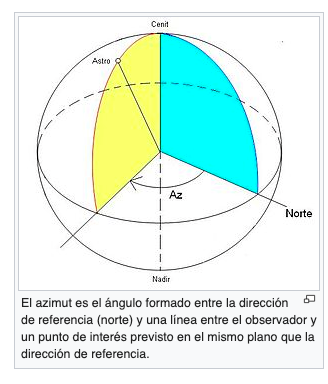 Cenit
Astro
Az
Norte
Nadir
El azimut es el ángulo formado entre la dirección
de referencia (norte) y una línea entre el observador y
un punto de interés previsto en el mismo plano que la
dirección de referencia.